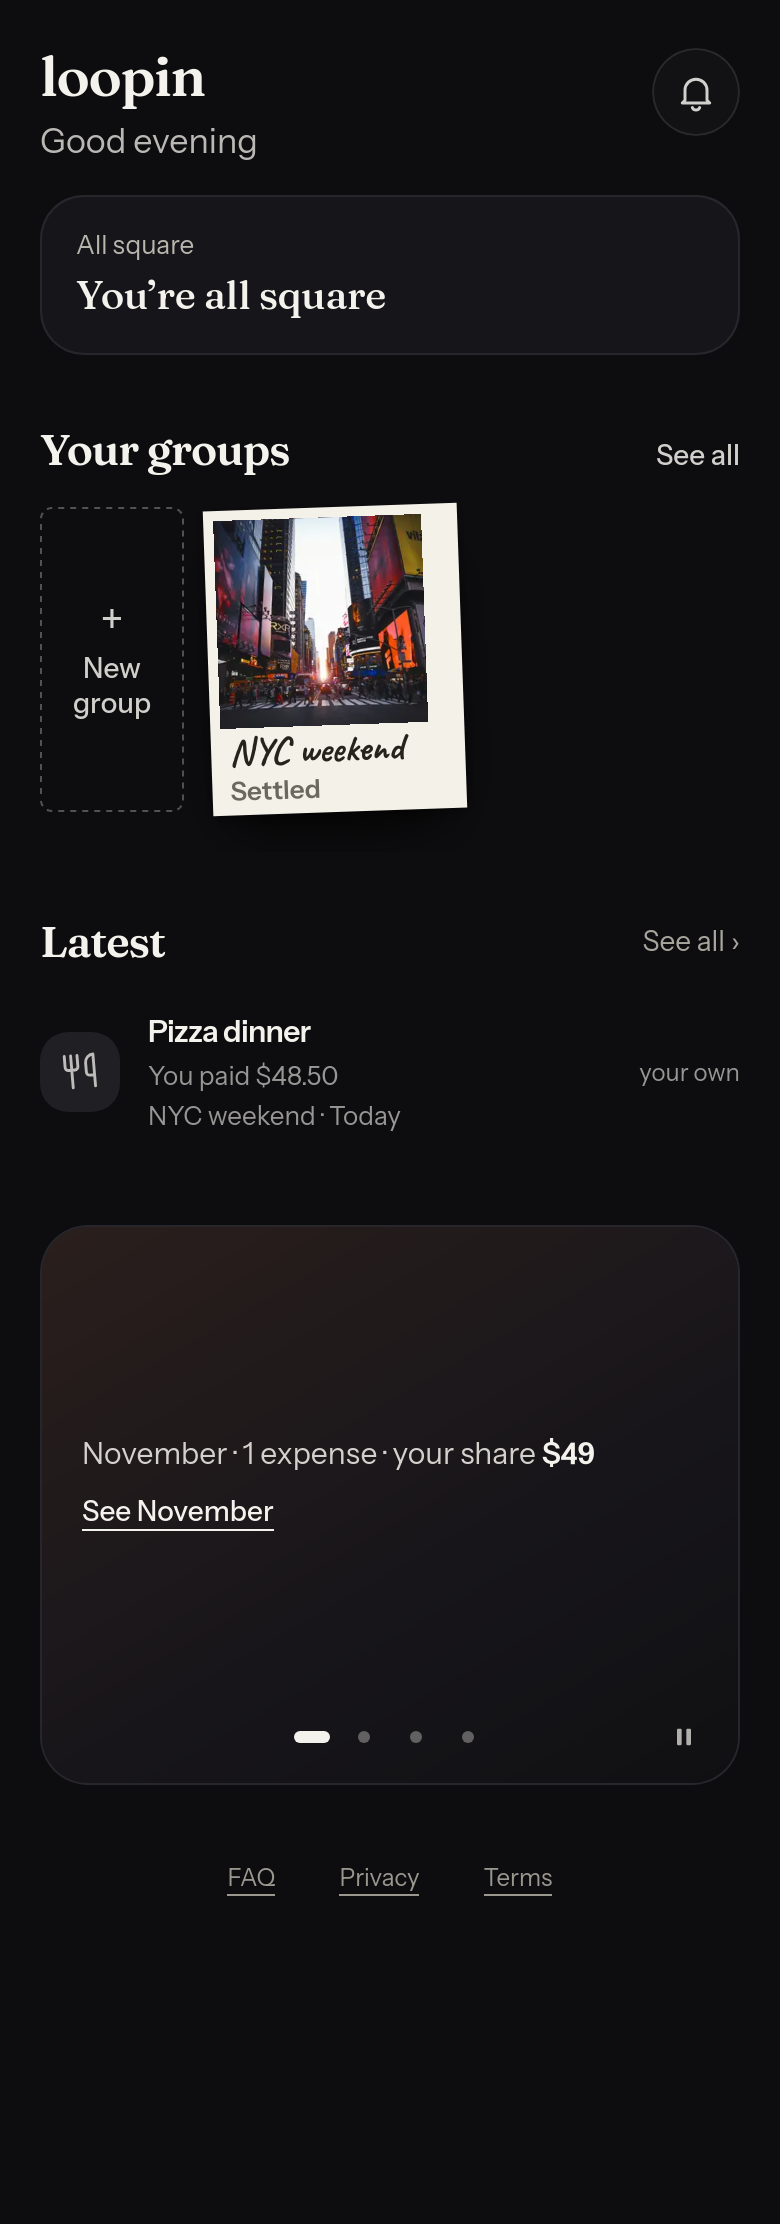 loopin
Good evening
All square
You’re all square
Your groups
See all
+
New
group
NYC weekend
Settled
Latest
See all ›
Pizza dinner
You paid $48.50
your own
NYC weekend · Today
November · 1 expense · your share $49
See November
FAQ
Privacy
Terms